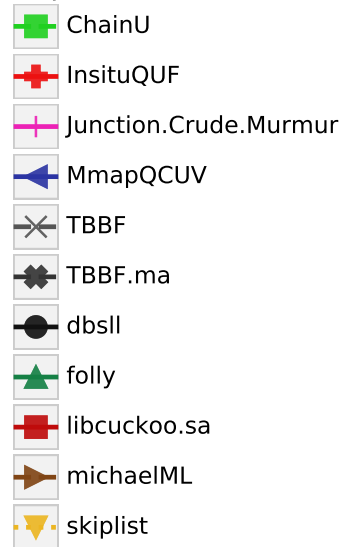 ChainU
InsituQUF
Junction.Crude.Murmur
MmapQCUV
TBBF
TBBF.ma
dbsll
folly
libcuckoo.sa
michaelML
skiplist